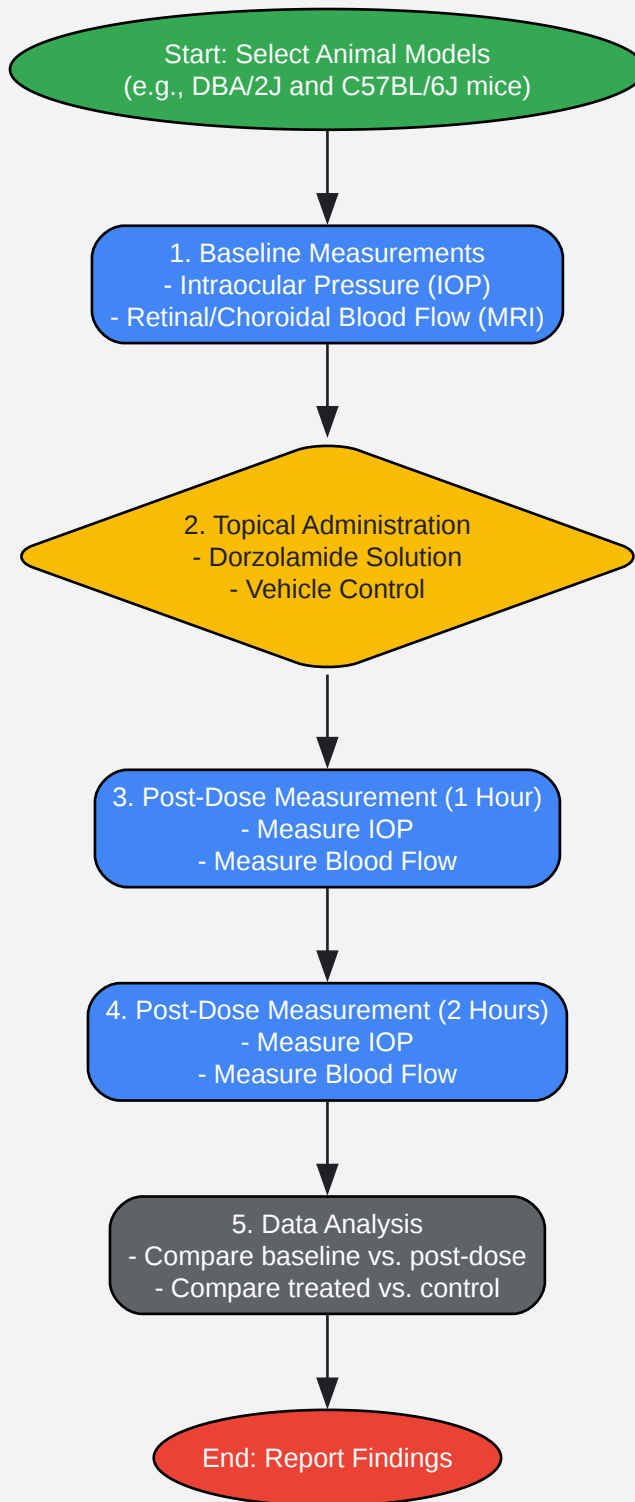 Start: Select Animal Models
(e.g., DBA/2J and C57BL/6J mice)
1. Baseline Measurements
- Intraocular Pressure (IOP)
- Retinal/Choroidal Blood Flow (MRI)
2. Topical Administration
- Dorzolamide Solution
- Vehicle Control
3. Post-Dose Measurement (1 Hour)
- Measure IOP
- Measure Blood Flow
4. Post-Dose Measurement (2 Hours)
- Measure IOP
- Measure Blood Flow
5. Data Analysis
- Compare baseline vs. post-dose
- Compare treated vs. control
End: Report Findings